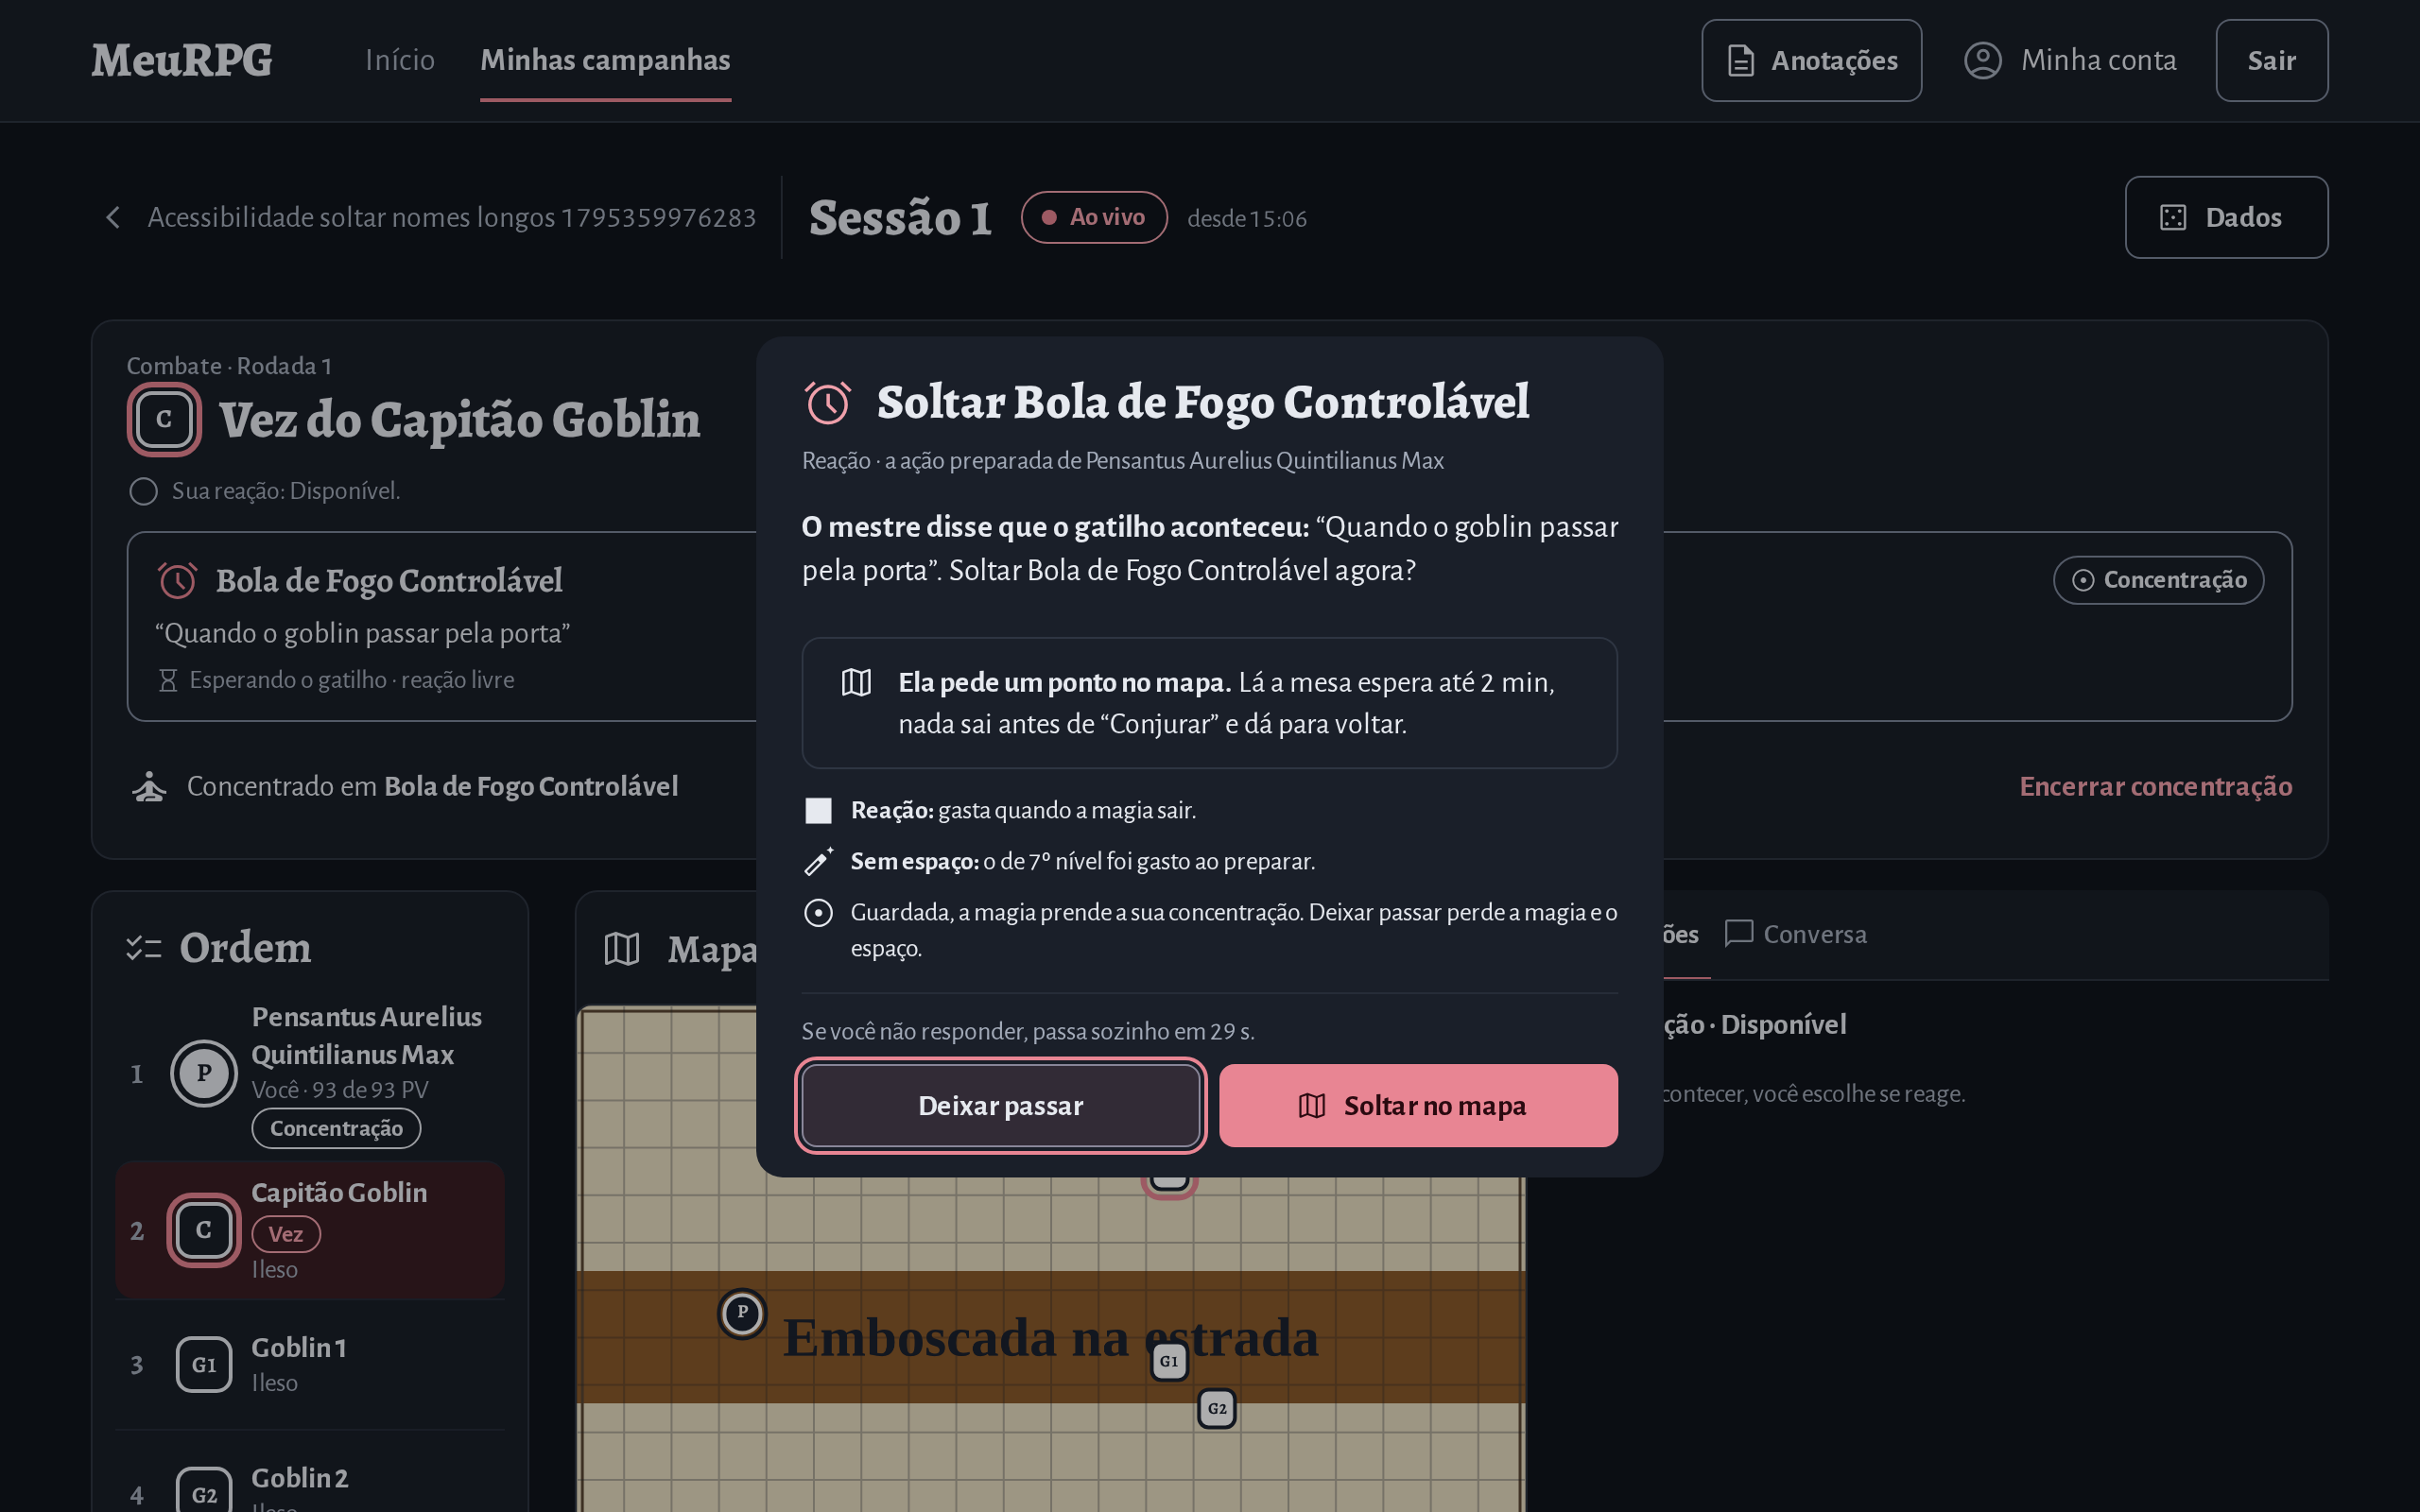 MeuRPG
Início
Minhas campanhas
Anotações
Minha conta
Sair
Acessibilidade soltar nomes longos 1795359976283
Sessão 1
Ao vivo
desde 15:06
Dados
Combate · Rodada 1
C
Vez do Capitão Goblin
Sua reação: Disponível.
Bola de Fogo Controlável
“Quando o goblin passar pela porta”
Esperando o gatilho · reação livre
Concentração
Concentrado em Bola de Fogo Controlável
Encerrar concentração
Soltar Bola de Fogo Controlável
Reação · a ação preparada de Pensantus Aurelius Quintilianus Max
O mestre disse que o gatilho aconteceu: “Quando o goblin passar
pela porta”. Soltar Bola de Fogo Controlável agora?
Ela pede um ponto no mapa. Lá a mesa espera até 2 min,
nada sai antes de “Conjurar” e dá para voltar.
Reação: gasta quando a magia sair.
Sem espaço: o de 7º nível foi gasto ao preparar.
Guardada, a magia prende a sua concentração. Deixar passar perde a magia e o
espaço.
Se você não responder, passa sozinho em 29 s.
Deixar passar
Soltar no mapa
Ordem
1
P
Pensantus Aurelius
Quintilianus Max
Você · 93 de 93 PV
Concentração
2
C
Capitão Goblin
Vez
Ileso
3
G1
Goblin 1
Ileso
4
G2
Goblin 2
Ileso
Mapa
P
Emboscada na estrada
G1
G2
ões
Conversa
ção · Disponível
contecer, você escolhe se reage.